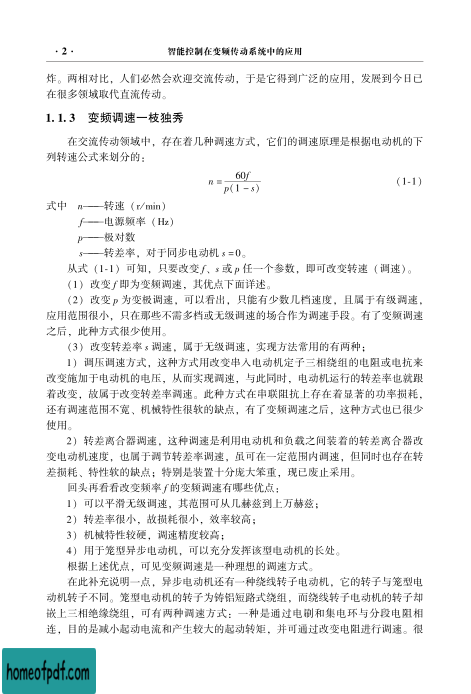 · 2 · 智能控制在变频传动系统中的应用
炸。两相对比，人们必然会欢迎交流传动，于是它得到广泛的应用，发展到今日已
在很多领域取代直流传动。
1. 1. 3 变频调速一枝独秀
在交流传动领域中，存在着几种调速方式，它们的调速原理是根据电动机的下
列转速公式来划分的：
n = 60f / p(1 − s) (1-1)
式中 n——转速（r/min）
f——电源频率（Hz）
p——极对数
s——转差率，对于同步电动机 s = 0。
从式（1-1）可知，只要改变 f、s 或 p 任一个参数，即可改变转速（调速）。
（1）改变 f 即为变频调速，其优点下面详述。
（2）改变 p 为变极调速，可以看出，只能有少数几档速度，且属于有级调速，
应用范围很小，只在那些不需多档或无级调速的场合作为调速手段。有了变频调速
之后，此种方式很少使用。
（3）改变转差率 s 调速，属于无级调速，实现方法常用的有两种：
1）调压调速方式，这种方式用改变串入电动机定子三相绕组的电阻或电抗来
改变施加于电动机的电压，从而实现调速，与此同时，电动机运行的转差率也就跟
着改变，故属于改变转差率调速。此种方式在串联阻抗上存在着显著的功率损耗，
还有调速范围不宽、机械特性很软的缺点，有了变频调速之后，这种方式也已很少
使用。
2）转差离合器调速，这种调速是利用电动机和负载之间装着的转差离合器改
变电动机速度，也属于调节转差率调速，虽可在一定范围内调速，但同时也存在转
差损耗、特性软的缺点；特别是装置十分庞大笨重，现已废止采用。
回头再看看改变频率 f 的变频调速有哪些优点：
1）可以平滑无级调速，其范围可从几赫兹到上万赫兹；
2）转差率很小，故损耗很小，效率较高；
3）机械特性较硬，调速精度较高；
4）用于笼型异步电动机，可以充分发挥该型电动机的长处。
根据上述优点，可见变频调速是一种理想的调速方式。
在此补充说明一点，异步电动机还有一种绕线转子电动机，它的转子与笼型电
动机转子不同。笼型电动机的转子为铸铝短路式绕组，而绕线转子电动机的转子却
嵌上三相绝缘绕组，可有两种调速方式：一种是通过电刷和集电环与分段电阻相
连，目的是减小起动电流和产生较大的起动转矩，并可通过改变电阻进行调速。很
homeofpdf.com